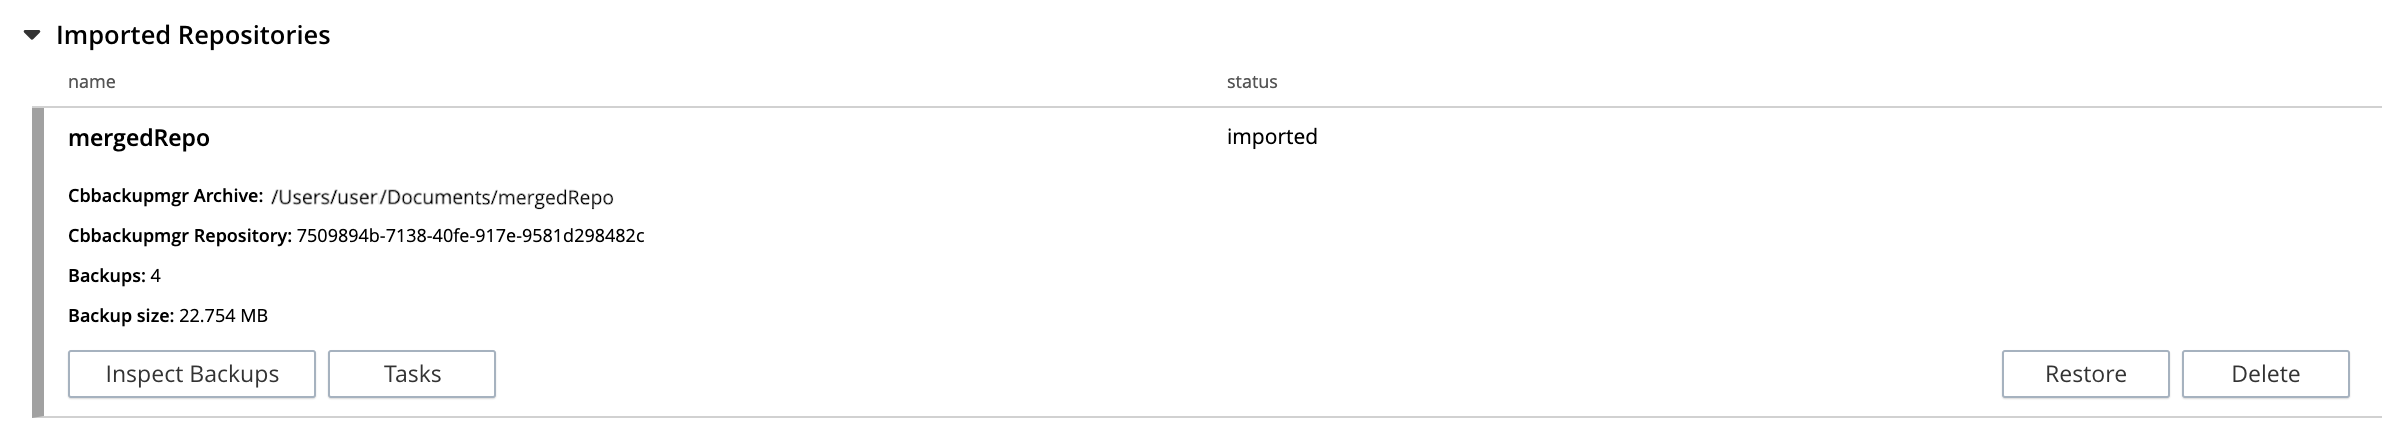 Imported Repositories
name status
mergedRepo imported
Cbbackupmgr Archive: /Users/user/Documents/mergedRepo
Cbbackupmgr Repository: 7509894b-7138-40fe-917e-9581d298482c
Backups: 4
Backup size: 22.754 MB
Inspect Backups Tasks Restore Delete